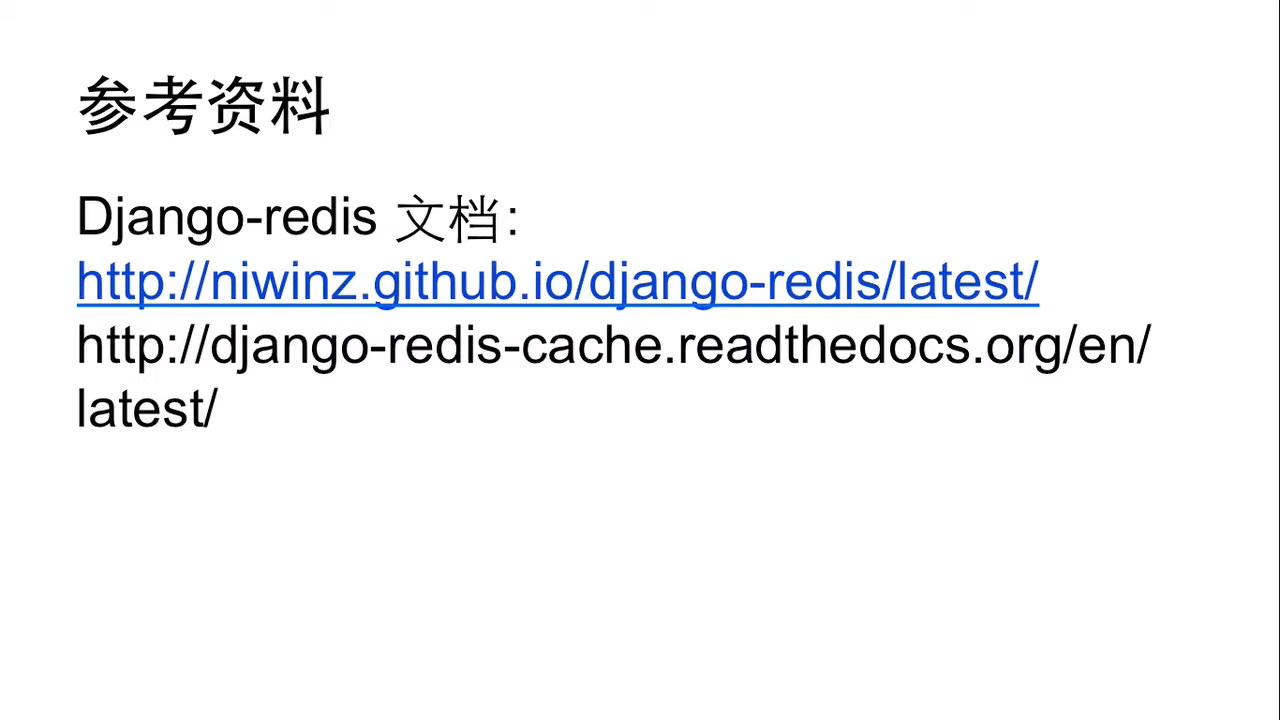 参考资料
Django-redis 文档：
http://niwinz.github.io/django-redis/latest/
http://django-redis-cache.readthedocs.org/en/
latest/